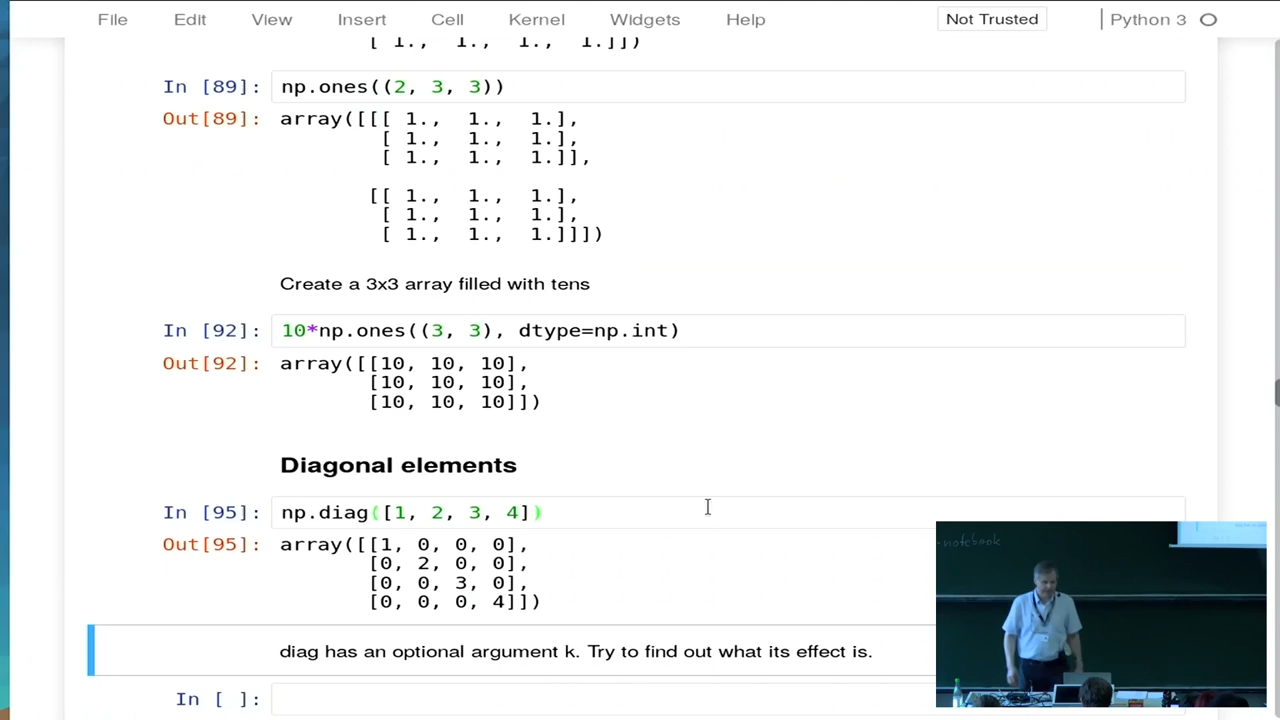 File Edit View Insert Cell Kernel Widgets Help Not Trusted Python 3
[ 1., 1., 1., 1.]])
In [89]: np.ones((2, 3, 3))
Out[89]: array([[[ 1., 1., 1.],
[ 1., 1., 1.],
[ 1., 1., 1.]],
[[ 1., 1., 1.],
[ 1., 1., 1.],
[ 1., 1., 1.]]])
Create a 3x3 array filled with tens
In [92]: 10*np.ones((3, 3), dtype=np.int)
Out[92]: array([[10, 10, 10],
[10, 10, 10],
[10, 10, 10]])
Diagonal elements
In [95]: np.diag([1, 2, 3, 4])
Out[95]: array([[1, 0, 0, 0],
[0, 2, 0, 0],
[0, 0, 3, 0],
[0, 0, 0, 4]])
diag has an optional argument k. Try to find out what its effect is.
In [ ]:
-notebook